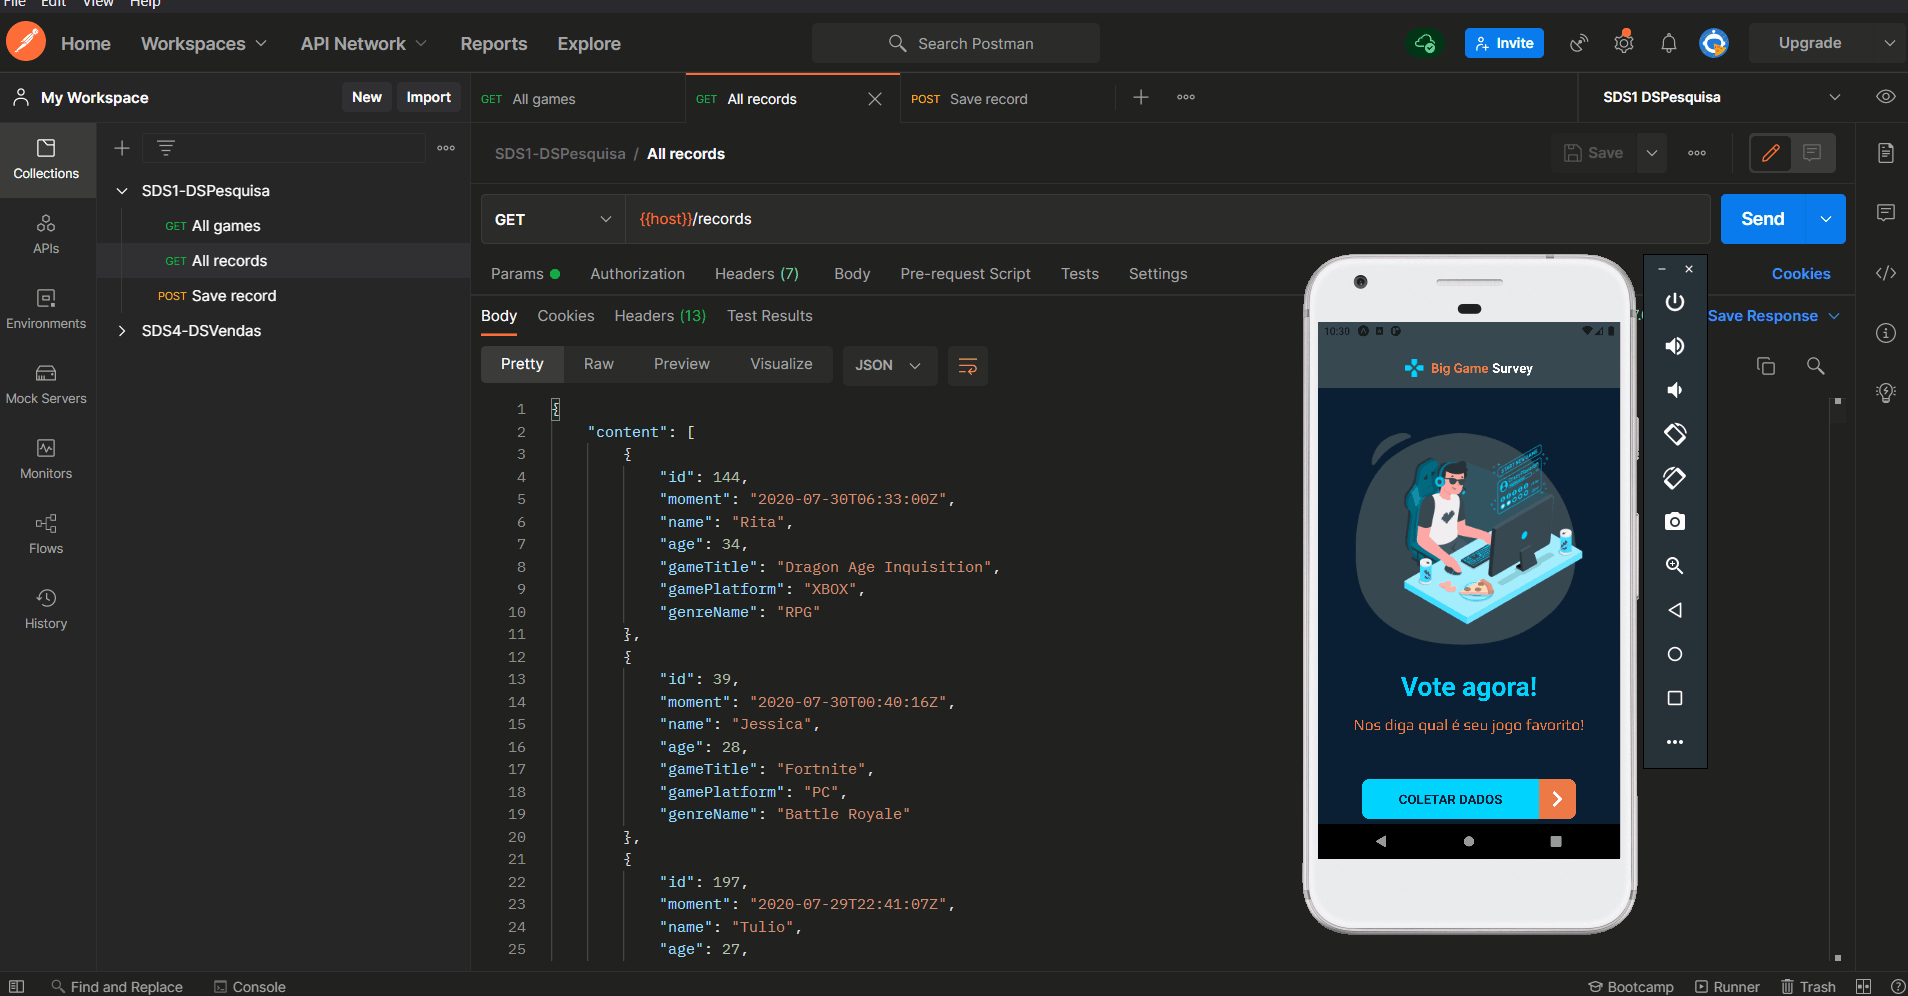 File Edit View Help
Home Workspaces API Network Reports Explore Search Postman Invite Upgrade
My Workspace New Import GET All games GET All records POST Save record SDS1 DSPesquisa
Collections
APIs
Environments
Mock Servers
Monitors
Flows
History
SDS1-DSPesquisa
GET All games
GET All records
POST Save record
SDS4-DSVendas
SDS1-DSPesquisa / All records Save
GET {{host}}/records Send
Params Authorization Headers (7) Body Pre-request Script Tests Settings Cookies
Body Cookies Headers (13) Test Results Save Response
Pretty Raw Preview Visualize JSON
1 {
2 "content": [
3 {
4 "id": 144,
5 "moment": "2020-07-30T06:33:00Z",
6 "name": "Rita",
7 "age": 34,
8 "gameTitle": "Dragon Age Inquisition",
9 "gamePlatform": "XBOX",
10 "genreName": "RPG"
11 },
12 {
13 "id": 39,
14 "moment": "2020-07-30T00:40:16Z",
15 "name": "Jessica",
16 "age": 28,
17 "gameTitle": "Fortnite",
18 "gamePlatform": "PC",
19 "genreName": "Battle Royale"
20 },
21 {
22 "id": 197,
23 "moment": "2020-07-29T22:41:07Z",
24 "name": "Tulio",
25 "age": 27,
10:30
Big Game Survey
Vote agora!
Nos diga qual é seu jogo favorito!
COLETAR DADOS
Find and Replace Console Bootcamp Runner Trash